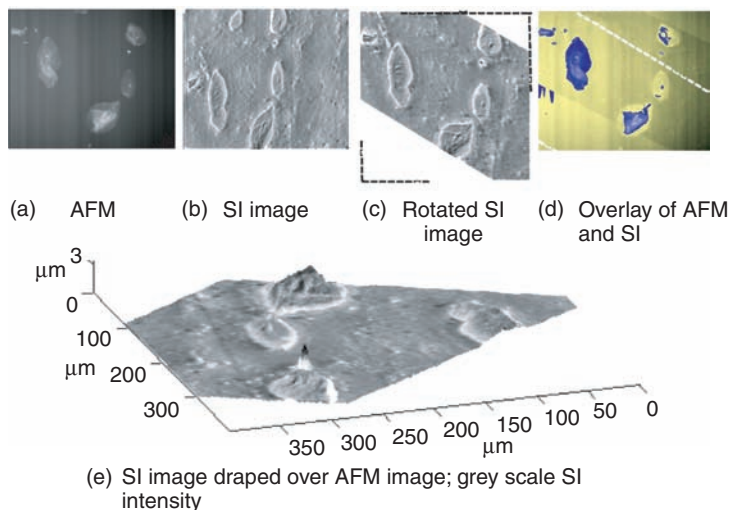 (a) AFM
(b) SI image
(c) Rotated SI
image
(d) Overlay of AFM
and SI
3
μm
0
100
μm
200
300
350
300
250
200
150
100
50
0
μm
(e) SI image draped over AFM image; grey scale SI
intensity